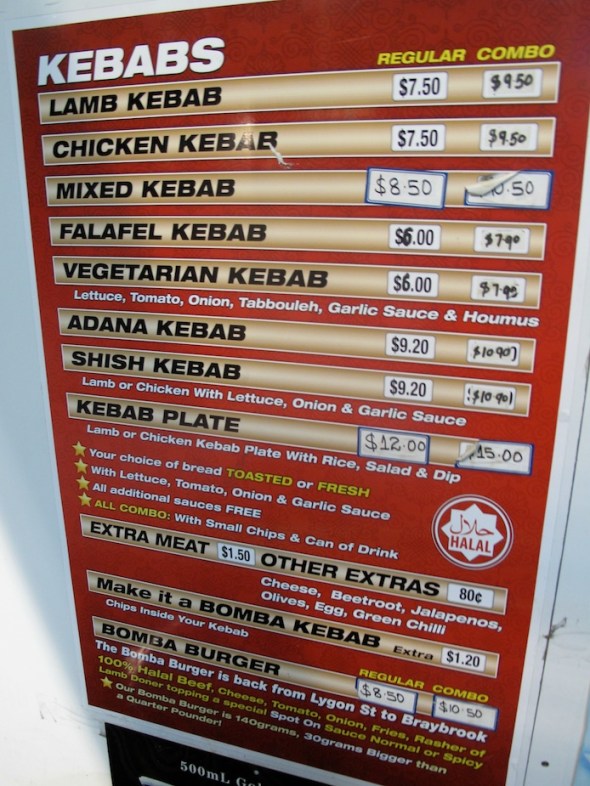 KEBABS REGULAR COMBO
LAMB KEBAB $7.50 $9.50
CHICKEN KEBAB $7.50 $9.50
MIXED KEBAB $8.50 .50
FALAFEL KEBAB $6.00 $7.90
VEGETARIAN KEBAB $6.00 $7.95
Lettuce, Tomato, Onion, Tabbouleh, Garlic Sauce & Houmus
ADANA KEBAB $9.20 $10 90
SHISH KEBAB $9.20 $10 90
Lamb or Chicken With Lettuce, Onion & Garlic Sauce
KEBAB PLATE $12.00 15.00
Lamb or Chicken Kebab Plate With Rice, Salad & Dip
Your choice of bread TOASTED or FRESH
With Lettuce, Tomato, Onion & Garlic Sauce
All additional sauces FREE
ALL COMBO: With Small Chips & Can of Drink
حلال
HALAL
EXTRA MEAT $1.50 OTHER EXTRAS 80¢
Cheese, Beetroot, Jalapenos,
Olives, Egg, Green Chilli
Make it a BOMBA KEBAB Extra $1.20
Chips Inside Your Kebab
BOMBA BURGER REGULAR COMBO
$8.50 $10.50
The Bomba Burger is back from Lygon St to Braybrook
100% Halal Beef, Cheese, Tomato, Onion, Fries, Rasher of
Lamb Doner topping a special Spot On Sauce Normal or Spicy
Our Bomba Burger is 140grams, 30grams Bigger than
a Quarter Pounder!
500mL